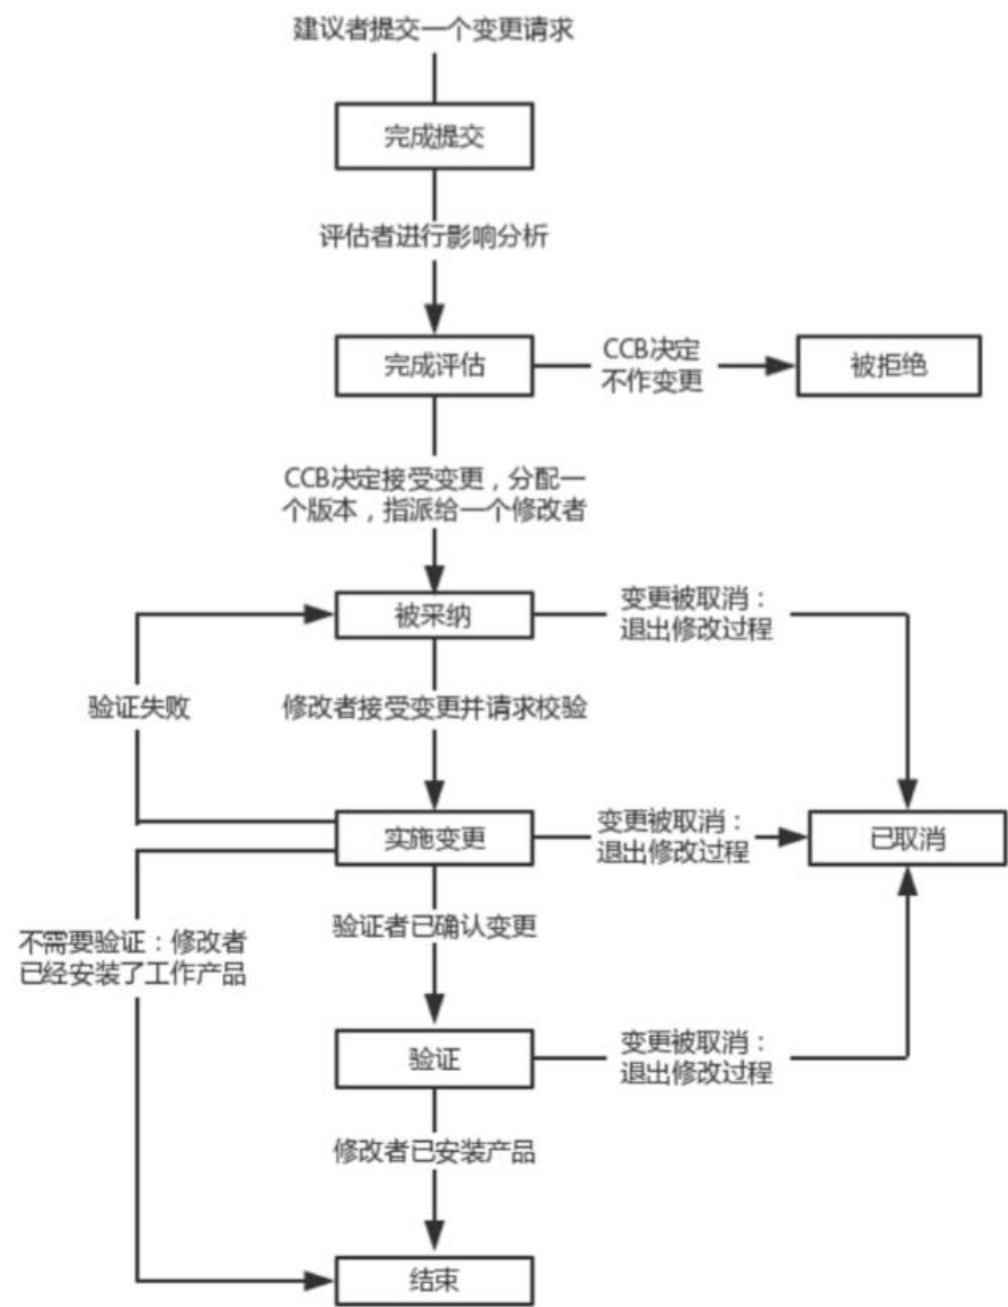 建议者提交一个变更请求
完成提交
评估者进行影响分析
完成评估
CCB决定
不作变更
被拒绝
CCB决定接受变更，分配一
个版本，指派给一个修改者
被采纳
变更被取消：
退出修改过程
验证失败
修改者接受变更并请求校验
实施变更
变更被取消：
退出修改过程
已取消
验证者已确认变更
不需要验证：修改者
已经安装了工作产品
验证
变更被取消：
退出修改过程
修改者已安装产品
结束